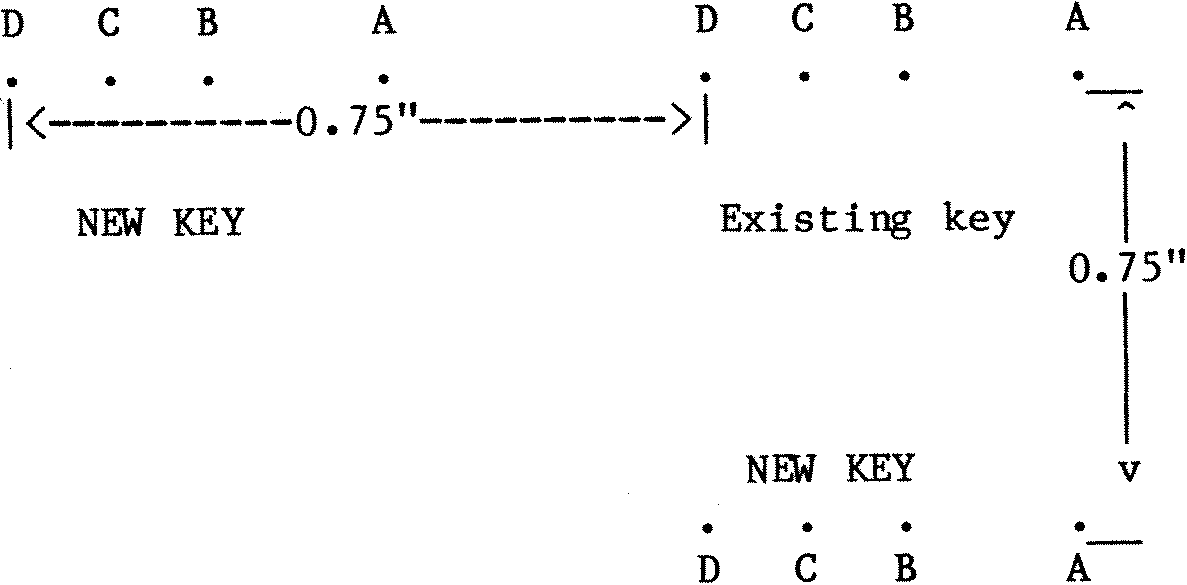 D C B A D C B A
|<-----------0.75"----------->|
^
NEW KEY Existing key
0.75"
NEW KEY v
D C B A